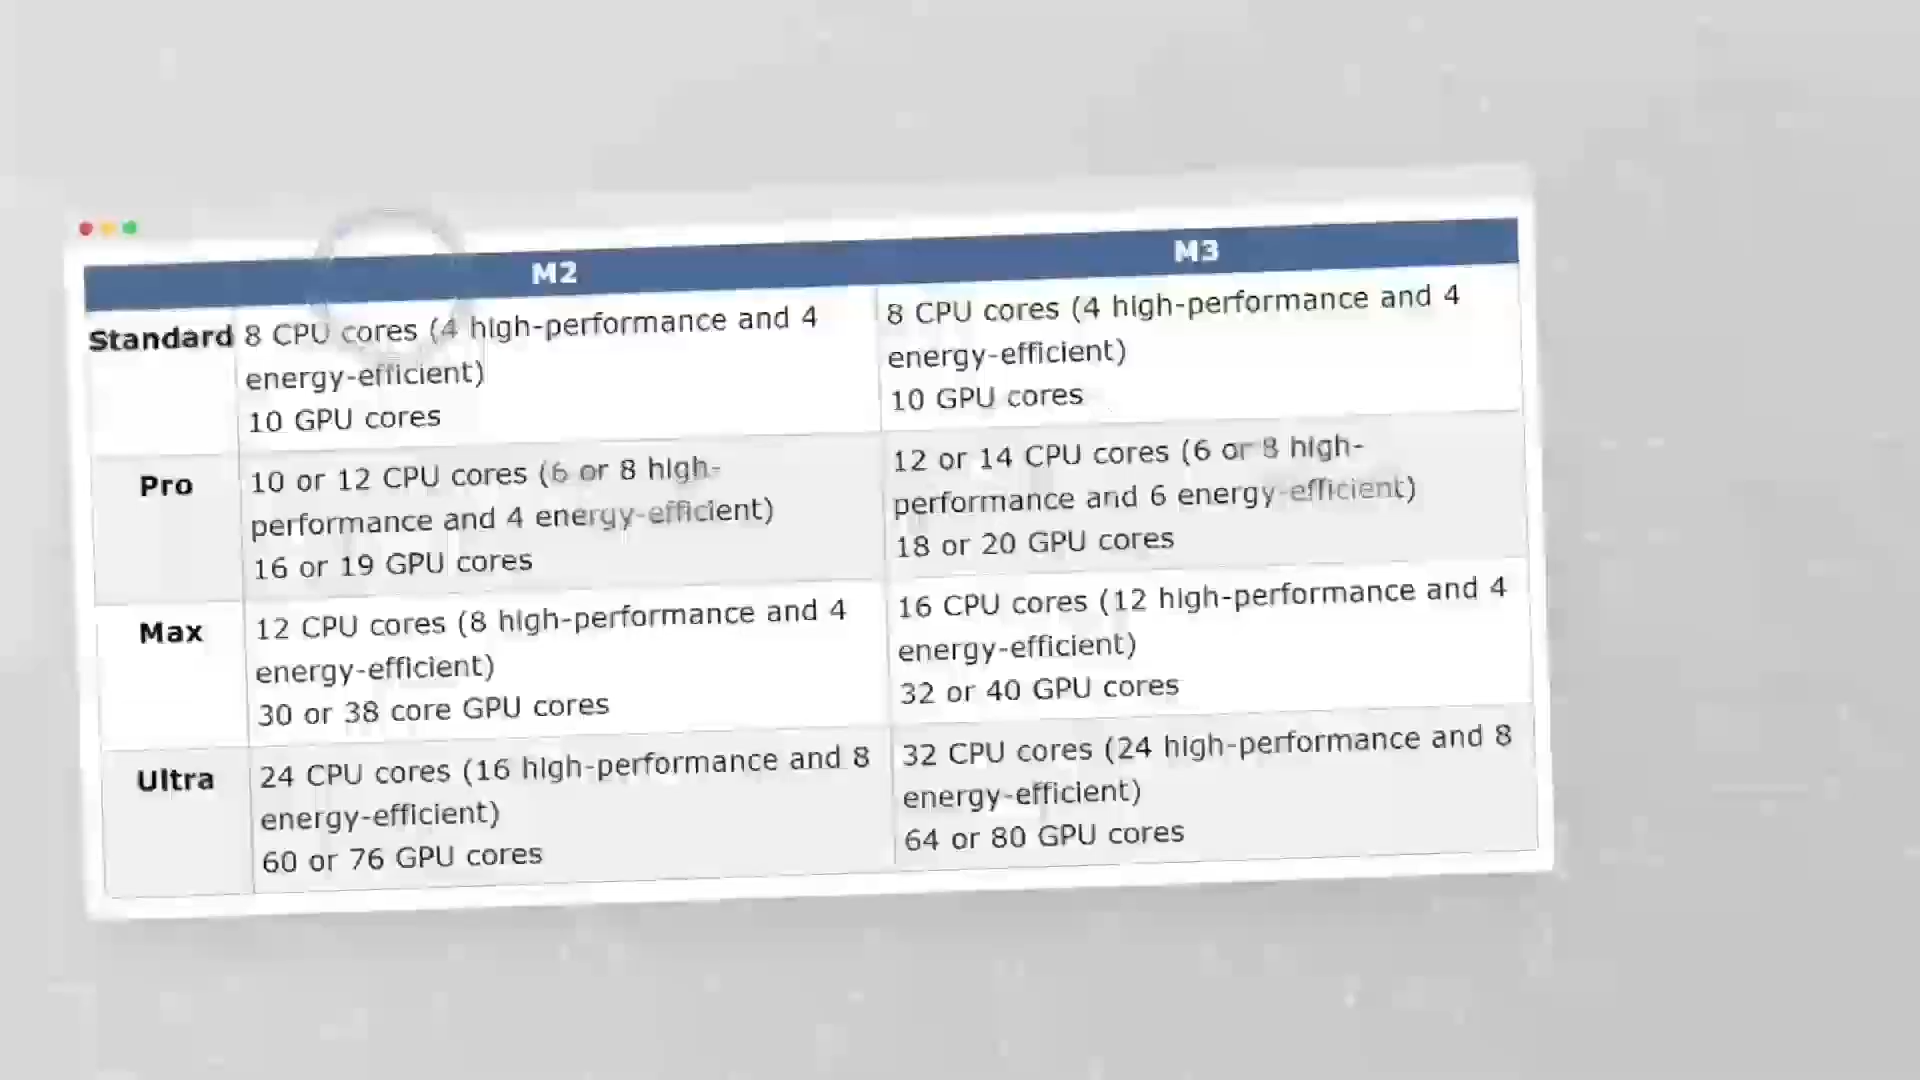 M2
M3
Standard
8 CPU cores (4 high-performance and 4
energy-efficient)
10 GPU cores
8 CPU cores (4 high-performance and 4
energy-efficient)
10 GPU cores
Pro
10 or 12 CPU cores (6 or 8 high-
performance and 4 energy-efficient)
16 or 19 GPU cores
12 or 14 CPU cores (6 or 8 high-
performance and 6 energy-efficient)
18 or 20 GPU cores
Max
12 CPU cores (8 high-performance and 4
energy-efficient)
30 or 38 core GPU cores
16 CPU cores (12 high-performance and 4
energy-efficient)
32 or 40 GPU cores
Ultra
24 CPU cores (16 high-performance and 8
energy-efficient)
60 or 76 GPU cores
32 CPU cores (24 high-performance and 8
energy-efficient)
64 or 80 GPU cores